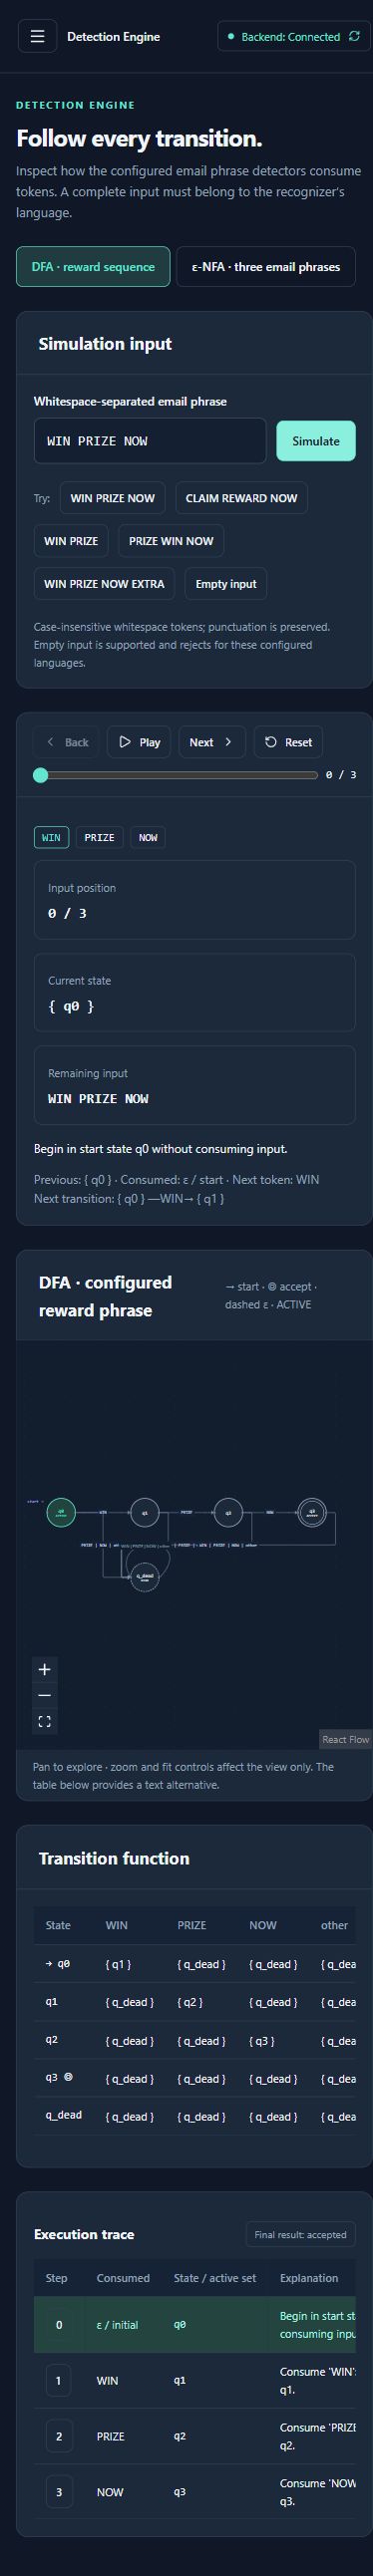 Detection Engine
Backend: Connected
DETECTION ENGINE
Follow every transition.
Inspect how the configured email phrase detectors consume
tokens. A complete input must belong to the recognizer's
language.
DFA · reward sequence
ε-NFA · three email phrases
Simulation input
Whitespace-separated email phrase
WIN PRIZE NOW
Simulate
Try:
WIN PRIZE NOW
CLAIM REWARD NOW
WIN PRIZE
PRIZE WIN NOW
WIN PRIZE NOW EXTRA
Empty input
Case-insensitive whitespace tokens; punctuation is preserved.
Empty input is supported and rejects for these configured
languages.
Back
Play
Next
Reset
0 / 3
WIN PRIZE NOW
Input position
0 / 3
Current state
{ q0 }
Remaining input
WIN PRIZE NOW
Begin in start state q0 without consuming input.
Previous: { q0 } · Consumed: ε / start · Next token: WIN
Next transition: { q0 } —WIN→ { q1 }
DFA · configured
reward phrase
→ start · ◎ accept ·
dashed ε · ACTIVE
start →
q0
WIN
q1
PRIZE
q2
NOW
q3
q_dead
React Flow
Pan to explore · zoom and fit controls affect the view only. The
table below provides a text alternative.
Transition function
State WIN PRIZE NOW other
→ q0 { q1 } { q_dead } { q_dead } { q_dea
q1 { q_dead } { q2 } { q_dead } { q_dea
q2 { q_dead } { q_dead } { q3 } { q_dea
q3 ◎ { q_dead } { q_dead } { q_dead } { q_dea
q_dead { q_dead } { q_dead } { q_dead } { q_dea
Execution trace
Final result: accepted
Step Consumed State / active set Explanation
0 ε / initial q0 Begin in start st
consuming inpu
1 WIN q1 Consume 'WIN'
q1.
2 PRIZE q2 Consume 'PRIZE
q2.
3 NOW q3 Consume 'NOW
q3.